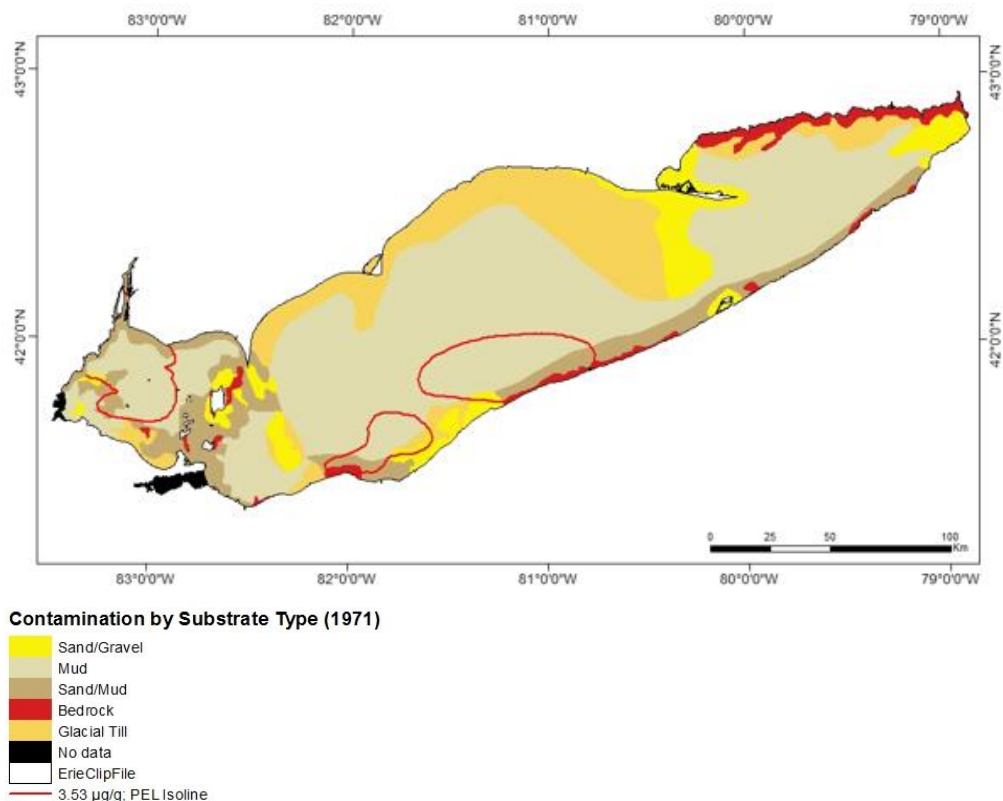 83°0'0"W 82°0'0"W 81°0'0"W 80°0'0"W 79°0'0"W
43°0'0"N 43°0'0"N
42°0'0"N 42°0'0"N
0 25 50 100
Km
83°0'0"W 82°0'0"W 81°0'0"W 80°0'0"W 79°0'0"W
Contamination by Substrate Type (1971)
Sand/Gravel
Mud
Sand/Mud
Bedrock
Glacial Till
No data
ErieClipFile
3.53 µg/g; PEL Isoline